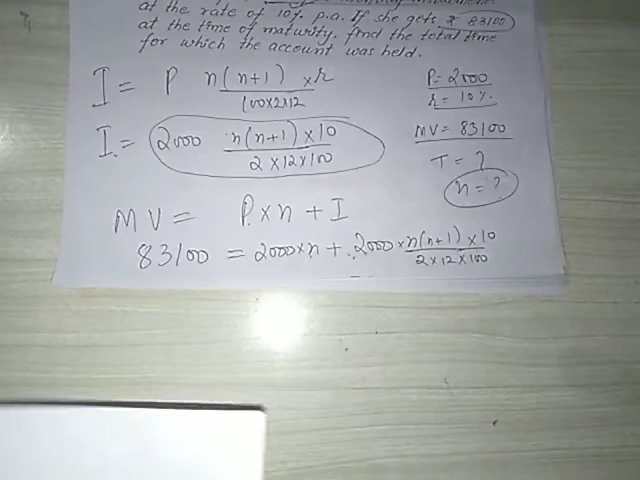 at the rate of 10% p.a. If she gets ₹ 83100
at the time of maturity, find the total time
for which the account was held.
I = P n(n+1) × r / 100×2×12
P = 2000
r = 10%
I = 2000 n(n+1) × 10 / 2 × 12 × 100
MV = 83100
T = ?
n = ?
MV = P × n + I
83100 = 2000 × n + 2000 × n(n+1) × 10 / 2 × 12 × 100